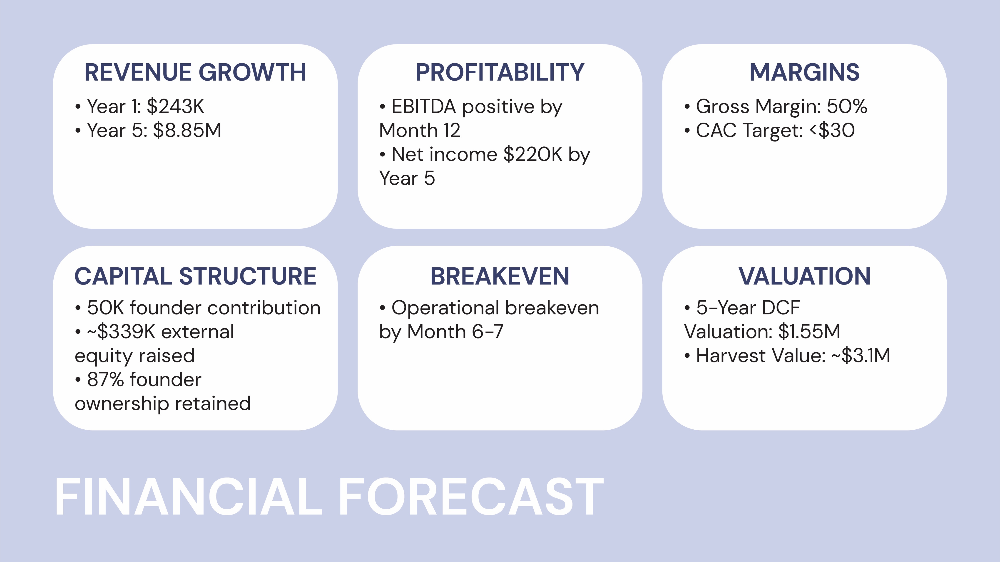 REVENUE GROWTH
• Year 1: $243K
• Year 5: $8.85M
PROFITABILITY
• EBITDA positive by
Month 12
• Net income $220K by
Year 5
MARGINS
• Gross Margin: 50%
• CAC Target: <$30
CAPITAL STRUCTURE
• 50K founder contribution
• ~$339K external
equity raised
• 87% founder
ownership retained
BREAKEVEN
• Operational breakeven
by Month 6–7
VALUATION
• 5-Year DCF
Valuation: $1.55M
• Harvest Value: ~$3.1M
FINANCIAL FORECAST